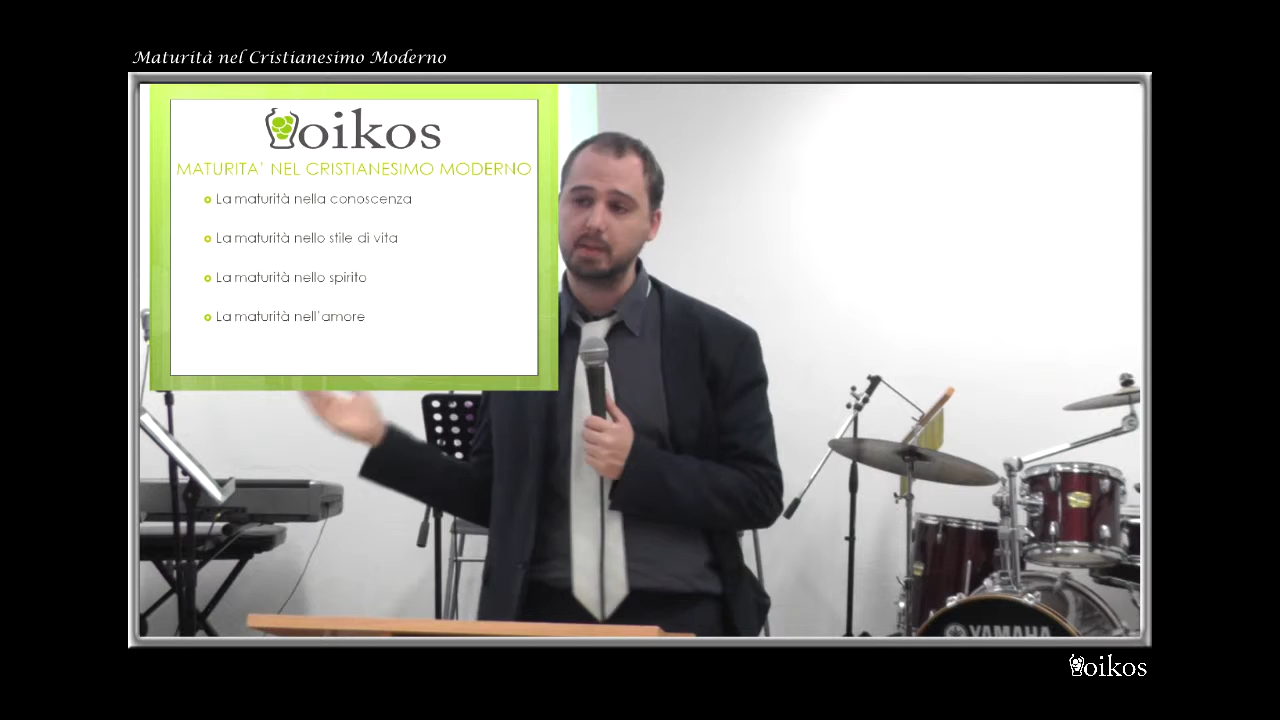 Maturità nel Cristianesimo Moderno
oikos
MATURITA' NEL CRISTIANESIMO MODERNO
La maturità nella conoscenza
La maturità nello stile di vita
La maturità nello spirito
La maturità nell'amore
YAMAHA
oikos